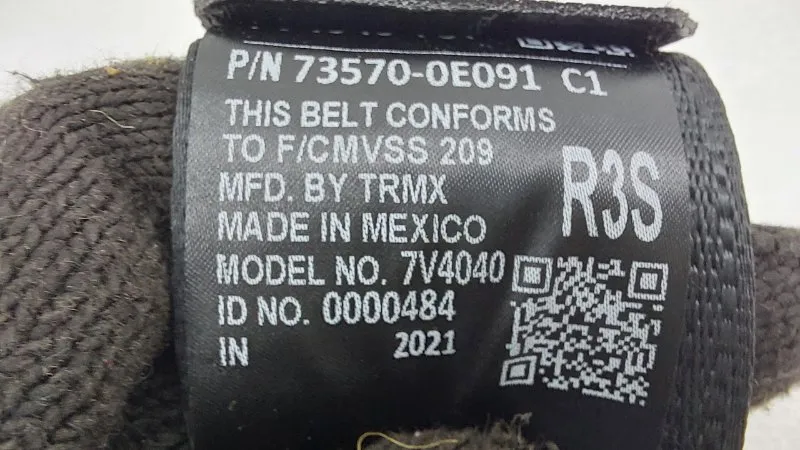 P/N 73570-0E091 C1
THIS BELT CONFORMS
TO F/CMVSS 209
R3S
MFD. BY TRMX
MADE IN MEXICO
MODEL NO. 7V4040
ID NO. 0000484
IN 2021